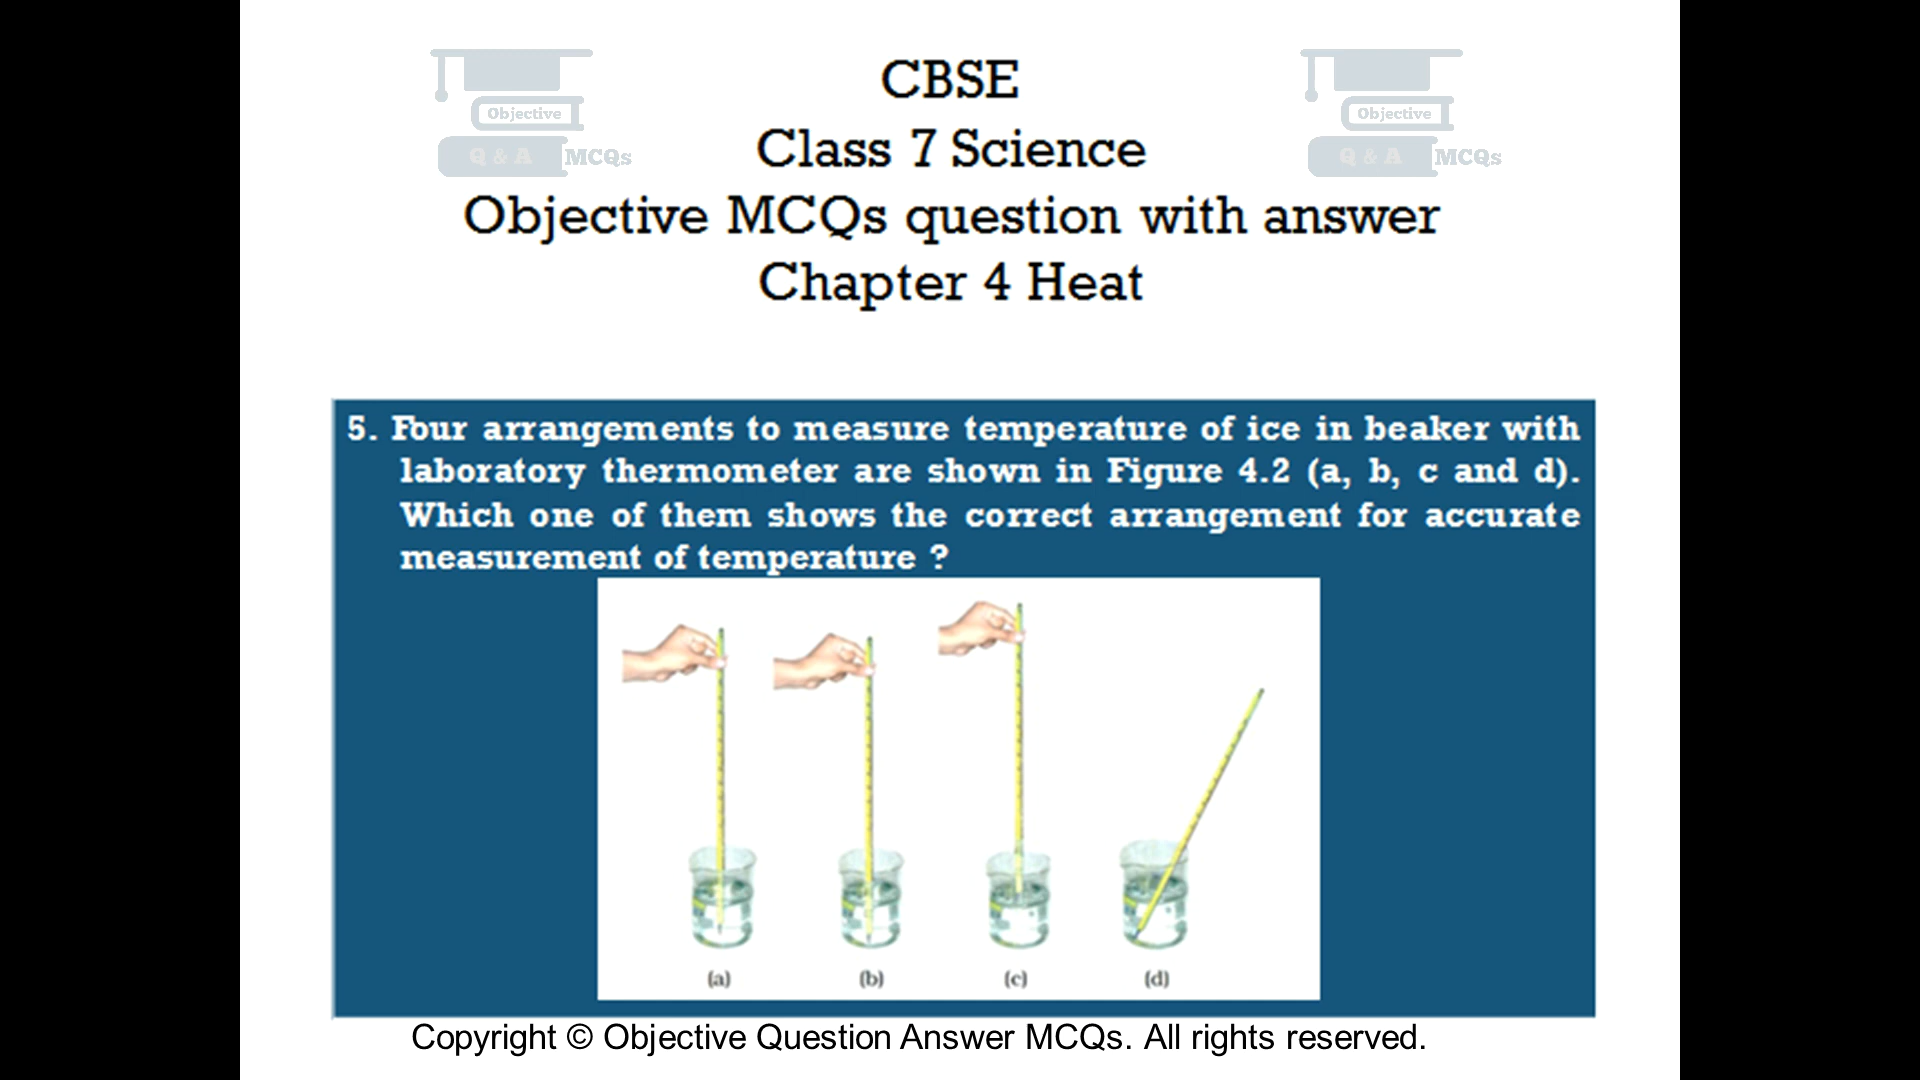 Objective
Q & A MCQs
Objective
Q & A MCQs
CBSE
Class 7 Science
Objective MCQs question with answer
Chapter 4 Heat
5. Four arrangements to measure temperature of ice in beaker with
laboratory thermometer are shown in Figure 4.2 (a, b, c and d).
Which one of them shows the correct arrangement for accurate
measurement of temperature ?
(a) (b) (c) (d)
Copyright © Objective Question Answer MCQs. All rights reserved.